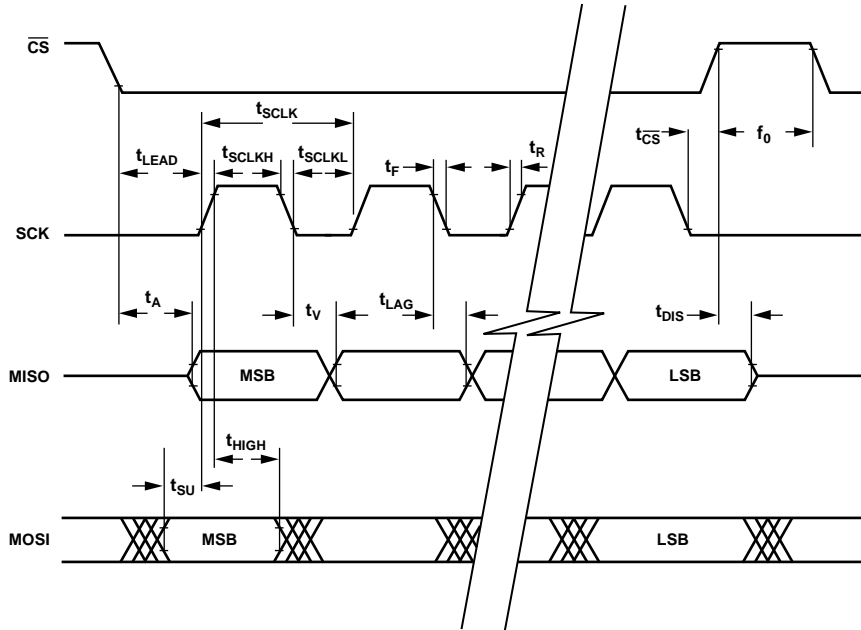 CS
tSCLK
tCS
f0
tLEAD
tSCLKH
tSCLKL
tF
tR
SCK
tA
tV
tLAG
tDIS
MISO
MSB
LSB
tHIGH
tSU
MOSI
MSB
LSB